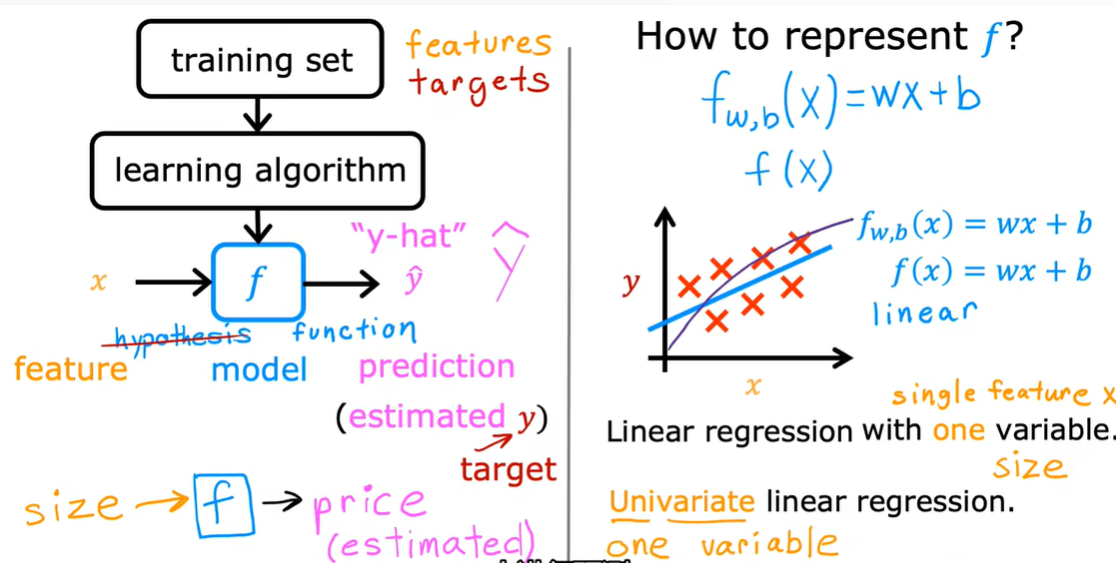 training set
features
targets
learning algorithm
"y-hat"
x
f
ŷ
ŷ
hypothesis
function
feature
model
prediction
(estimated y)
target
size → f → price
(estimated)
How to represent f?
f_{w,b}(x) = wx + b
f(x)
y
x
f_{w,b}(x) = wx + b
f(x) = wx + b
linear
single feature x
Linear regression with one variable.
size
Univariate linear regression.
one variable